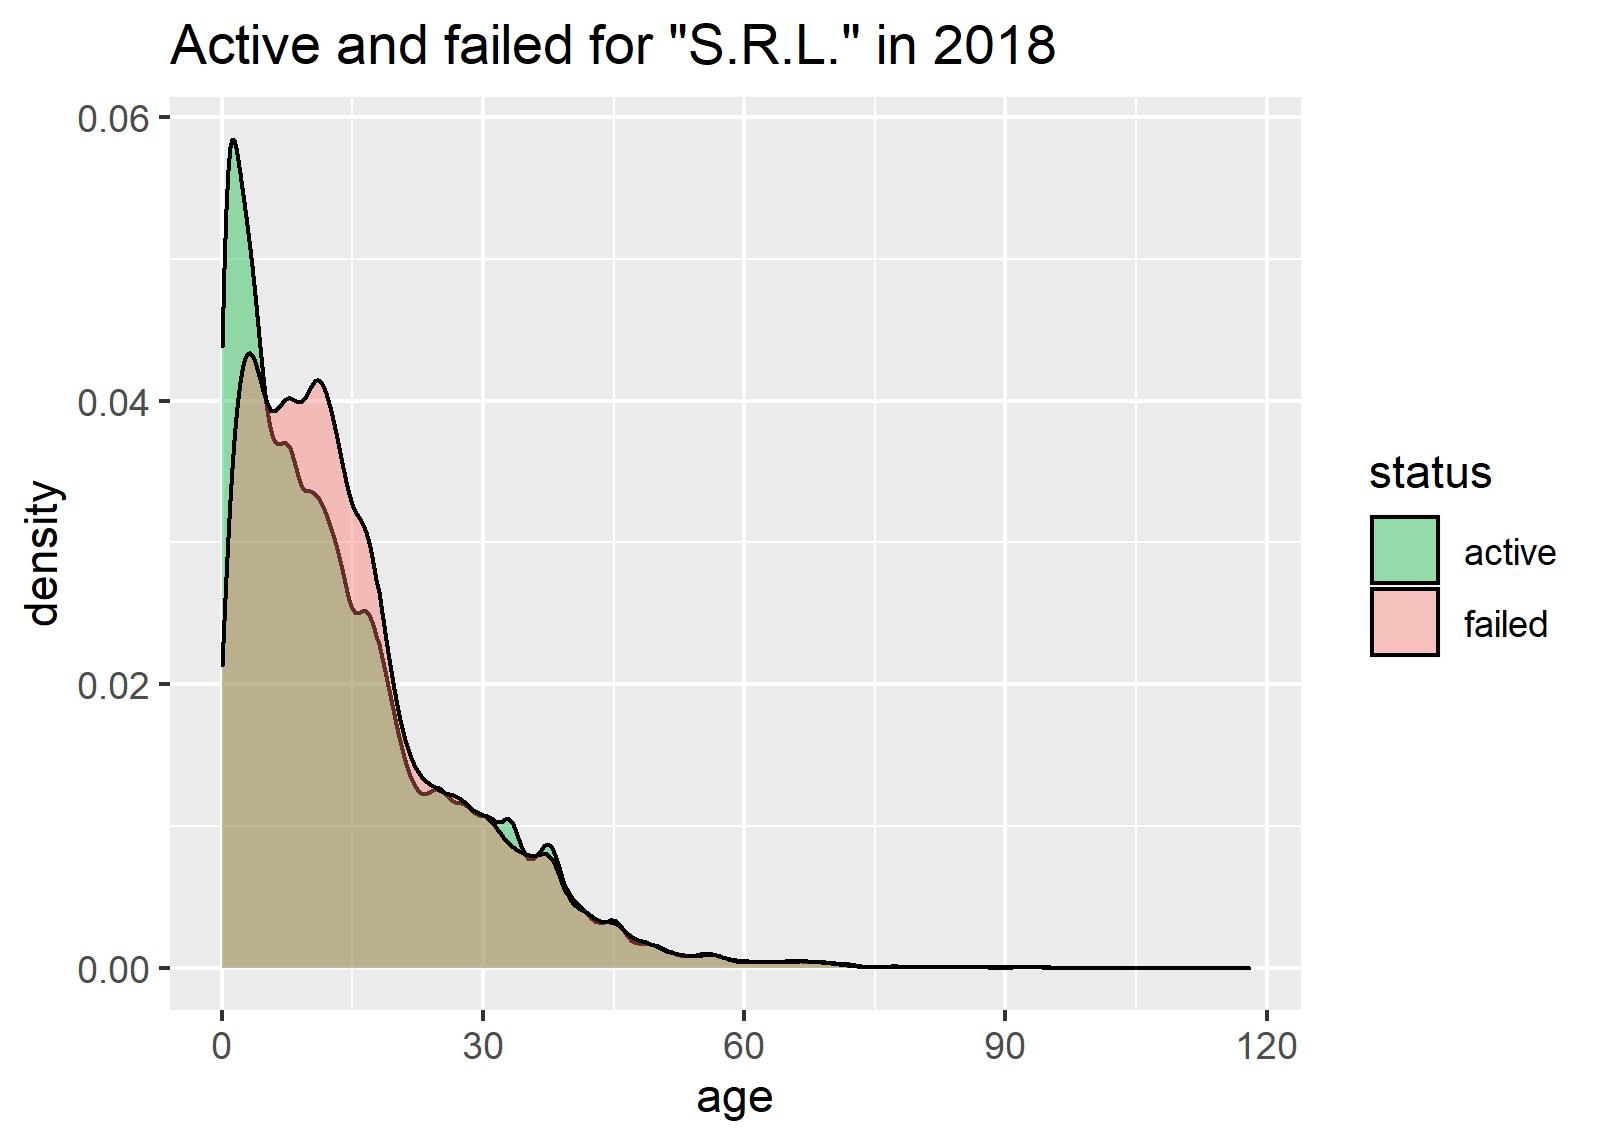 Active and failed for "S.R.L." in 2018
0.06
0.04
0.02
0.00
density
0 30 60 90 120
age
status
active
failed